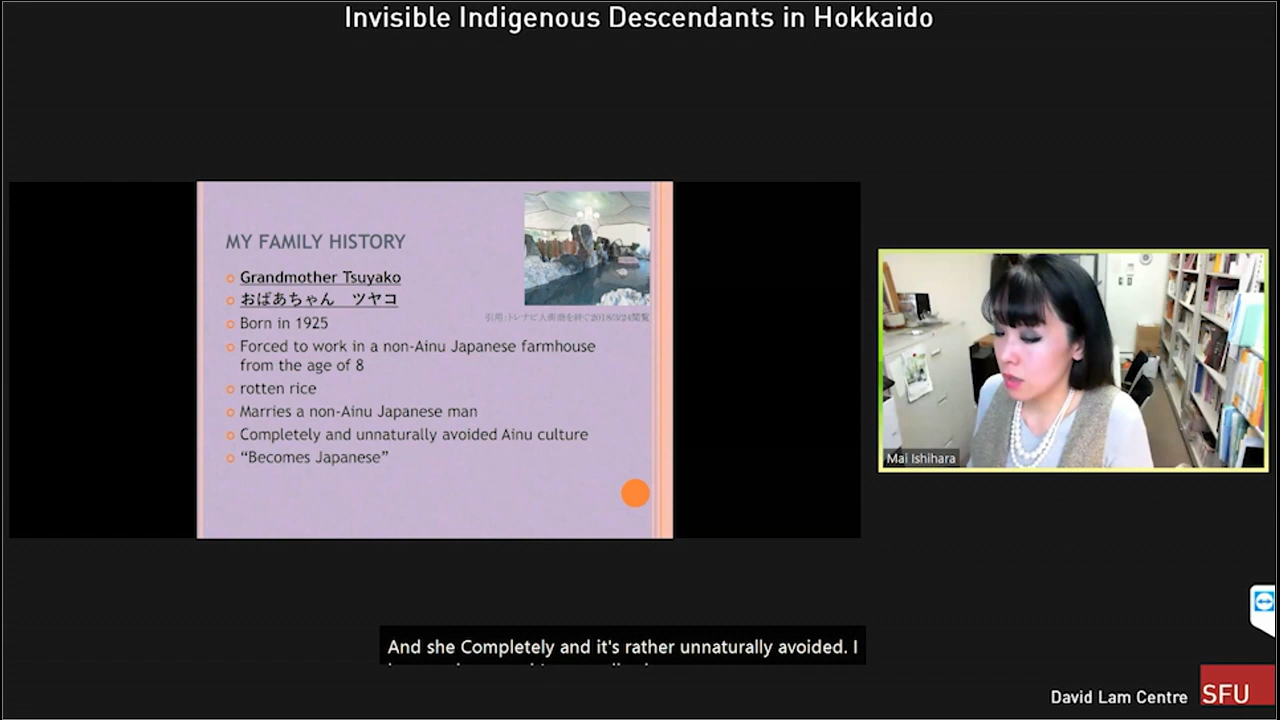 Invisible Indigenous Descendants in Hokkaido
MY FAMILY HISTORY
Grandmother Tsuyako
おばあちゃん　ツヤコ
Born in 1925
Forced to work in a non-Ainu Japanese farmhouse
from the age of 8
rotten rice
Marries a non-Ainu Japanese man
Completely and unnaturally avoided Ainu culture
“Becomes Japanese”
Mai Ishihara
And she Completely and it's rather unnaturally avoided. I
David Lam Centre
SFU